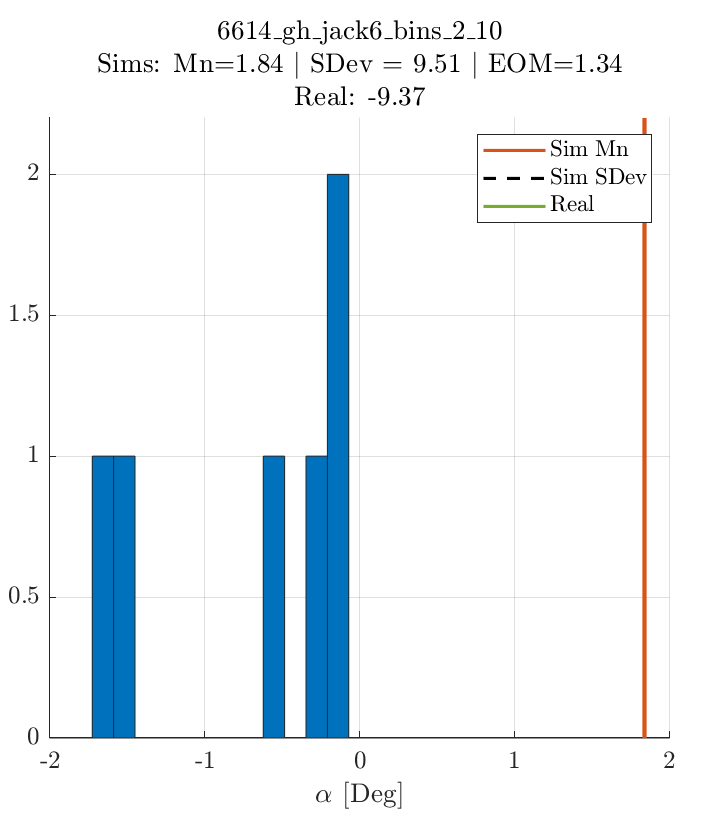 6614_gh_jack6_bins_2_10
Sims: Mn=1.84 | SDev = 9.51 | EOM=1.34
Real: -9.37
Sim Mn
Sim SDev
Real
2
1.5
1
0.5
0
-2
-1
0
1
2
α [Deg]